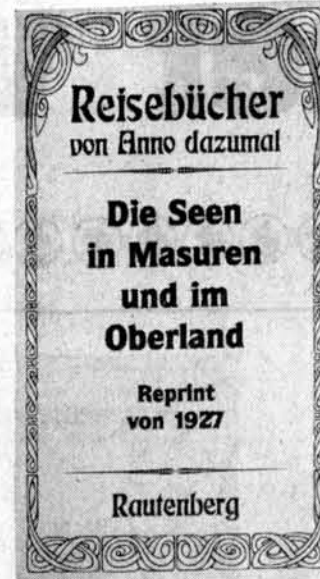 Reisebücher
von Anno dazumal
Die Seen
in Masuren
und im
Oberland
Reprint
von 1927
Rautenberg